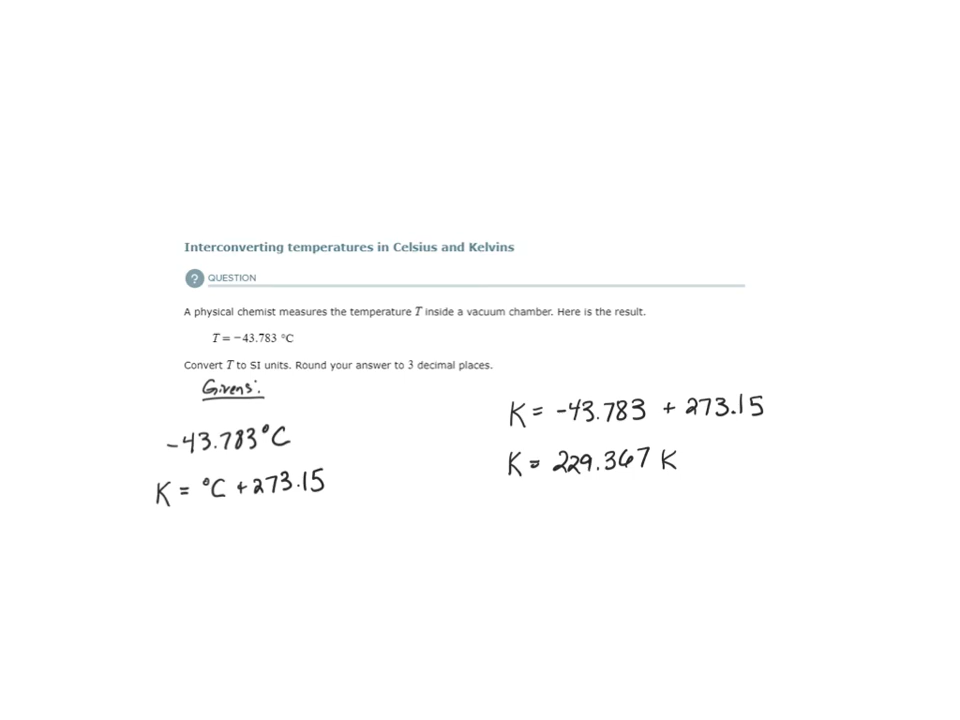 Interconverting temperatures in Celsius and Kelvins
? QUESTION
A physical chemist measures the temperature T inside a vacuum chamber. Here is the result.
T = −43.783 °C
Convert T to SI units. Round your answer to 3 decimal places.
Givens:
-43.783°C
K = °C + 273.15
K = -43.783 + 273.15
K = 229.367 K